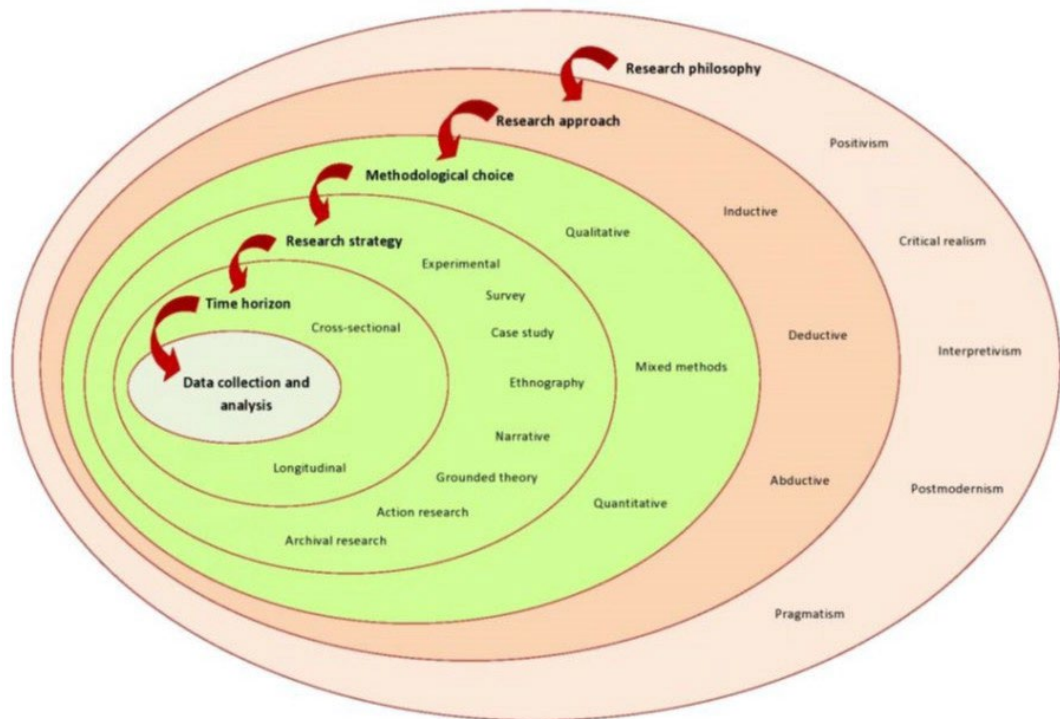 Research philosophy
Research approach
Positivism
Methodological choice
Inductive
Qualitative
Research strategy
Critical realism
Experimental
Survey
Time horizon
Cross-sectional
Case study
Deductive
Interpretivism
Mixed methods
Data collection and
analysis
Ethnography
Narrative
Longitudinal
Grounded theory
Abductive
Postmodernism
Quantitative
Action research
Archival research
Pragmatism